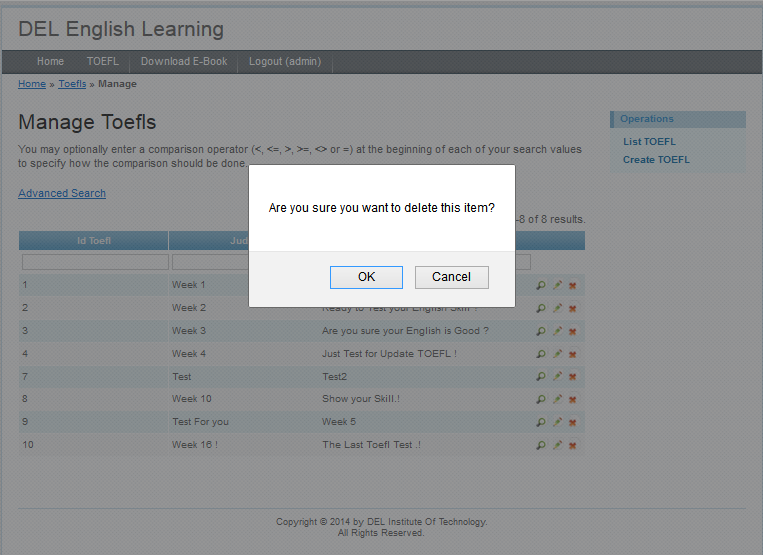 DEL English Learning
Home TOEFL Download E-Book Logout (admin)
Home » Toefls » Manage
Manage Toefls
Operations
You may optionally enter a comparison operator (<, <=, >, >=, <> or =) at the beginning of each of your search values
to specify how the comparison should be done.
List TOEFL
Create TOEFL
Advanced Search
Are you sure you want to delete this item?
-8 of 8 results.
Id Toefl Jud
OK Cancel
1 Week 1
2 Week 2 Ready to Test your English Skill !
3 Week 3 Are you sure your English is Good ?
4 Week 4 Just Test for Update TOEFL !
7 Test Test2
8 Week 10 Show your Skill.!
9 Test For you Week 5
10 Week 16 ! The Last Toefl Test .!
Copyright © 2014 by DEL Institute Of Technology.
All Rights Reserved.